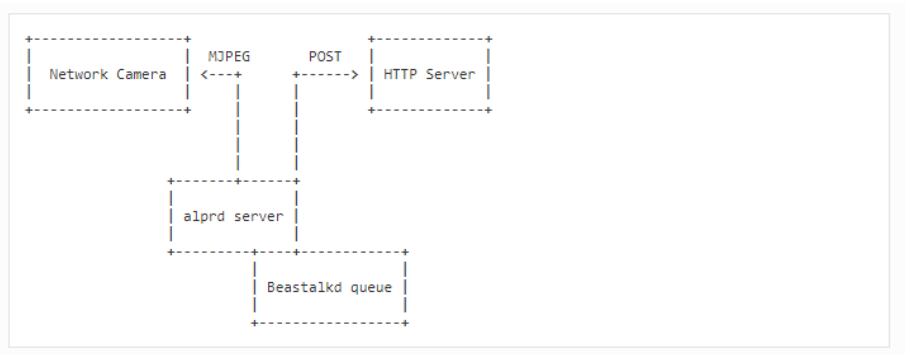 MJPEG POST
Network Camera <---+ +------> HTTP Server
alprd server
Beastalkd queue